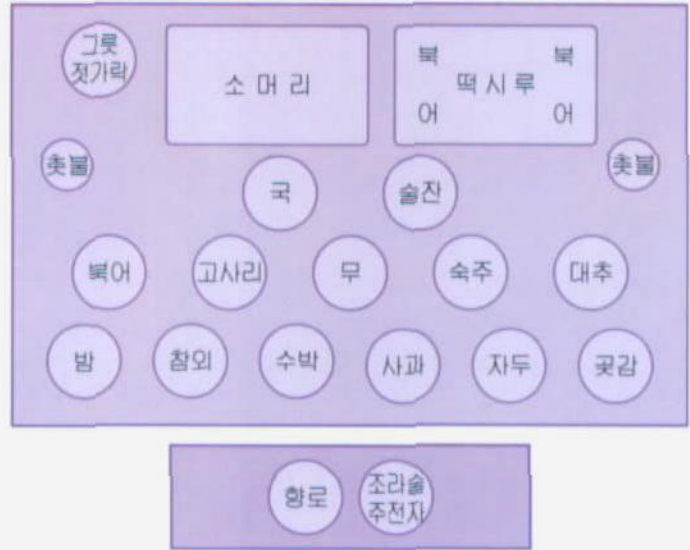 그릇
젓가락
소머리
북 북
떡시루
어 어
촛불 촛불
국 술잔
북어 고사리 무 숙주 대추
밤 참외 수박 사과 자두 곶감
향로 조라술
주전자